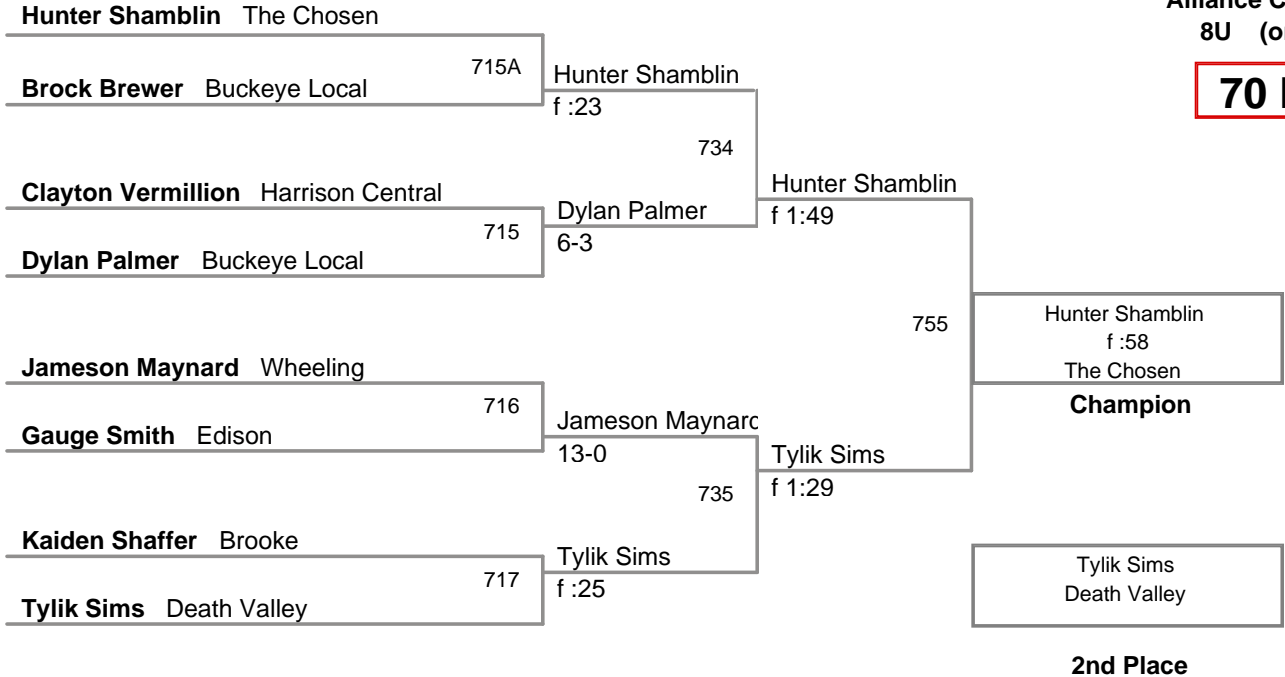 Hunter Shamblin The Chosen
8U
70
715A
Brock Brewer Buckeye Local
Hunter Shamblin
f :23
734
Clayton Vermillion Harrison Central
Hunter Shamblin
f 1:49
715
Dylan Palmer
6-3
Dylan Palmer Buckeye Local
755
Hunter Shamblin
f :58
The Chosen
Champion
Jameson Maynard Wheeling
716
Gauge Smith Edison
Jameson Maynard
13-0
Tylik Sims
f 1:29
735
Kaiden Shaffer Brooke
717
Tylik Sims
f :25
Tylik Sims Death Valley
Tylik Sims
Death Valley
2nd Place